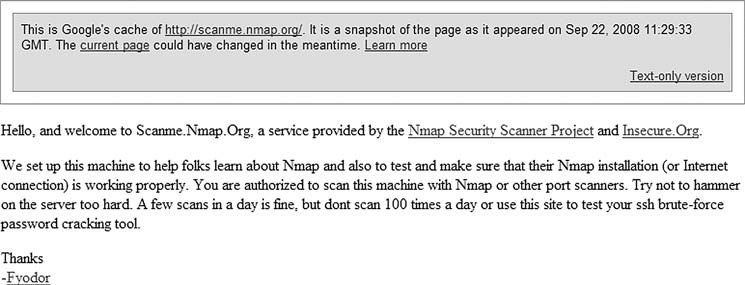 This is Google's cache of http://scanme.nmap.org/. It is a snapshot of the page as it appeared on Sep 22, 2008 11:29:33
GMT. The current page could have changed in the meantime. Learn more
Text-only version
Hello, and welcome to Scanme.Nmap.Org, a service provided by the Nmap Security Scanner Project and Insecure.Org.
We set up this machine to help folks learn about Nmap and also to test and make sure that their Nmap installation (or Internet
connection) is working properly. You are authorized to scan this machine with Nmap or other port scanners. Try not to hammer
on the server too hard. A few scans in a day is fine, but dont scan 100 times a day or use this site to test your ssh brute-force
password cracking tool.
Thanks
-Fyodor